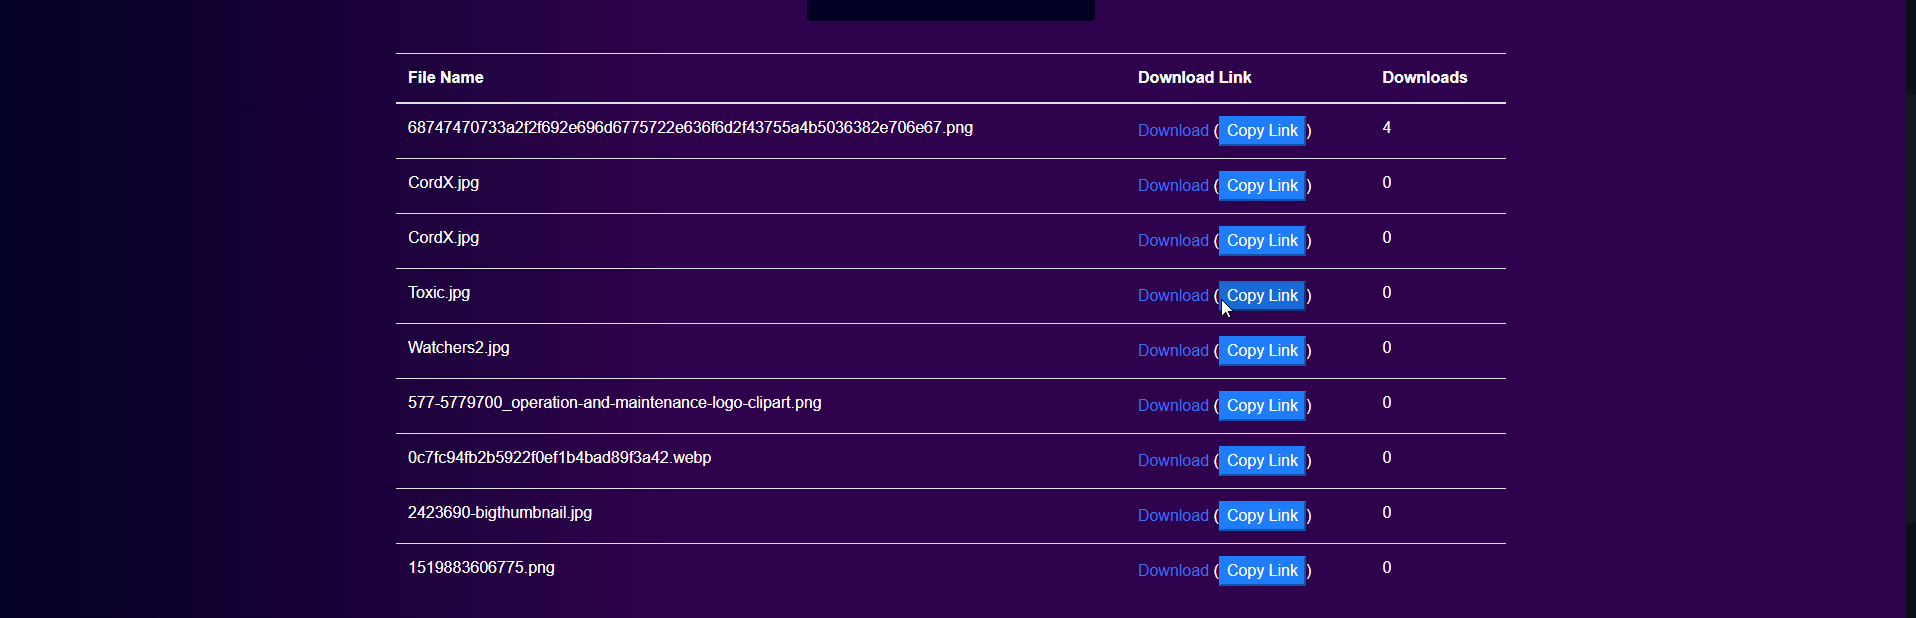 File Name Download Link Downloads
68747470733a2f2f692e696d6775722e636f6d2f43755a4b5036382e706e67.png Download (Copy Link) 4
CordX.jpg Download (Copy Link) 0
CordX.jpg Download (Copy Link) 0
Toxic.jpg Download (Copy Link) 0
Watchers2.jpg Download (Copy Link) 0
577-5779700_operation-and-maintenance-logo-clipart.png Download (Copy Link) 0
0c7fc94fb2b5922f0ef1b4bad89f3a42.webp Download (Copy Link) 0
2423690-bigthumbnail.jpg Download (Copy Link) 0
1519883606775.png Download (Copy Link) 0